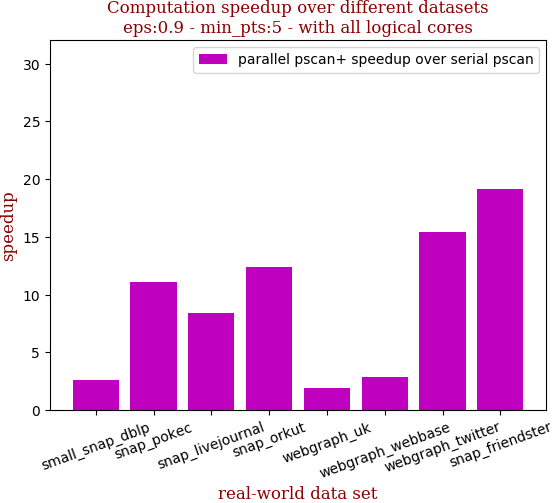 Computation speedup over different datasets
eps:0.9 - min_pts:5 - with all logical cores
parallel pscan+ speedup over serial pscan
speedup
30
25
20
15
10
5
0
small_snap_dblp
snap_pokec
snap_livejournal
snap_orkut
webgraph_uk
webgraph_webbase
webgraph_twitter
snap_friendster
real-world data set